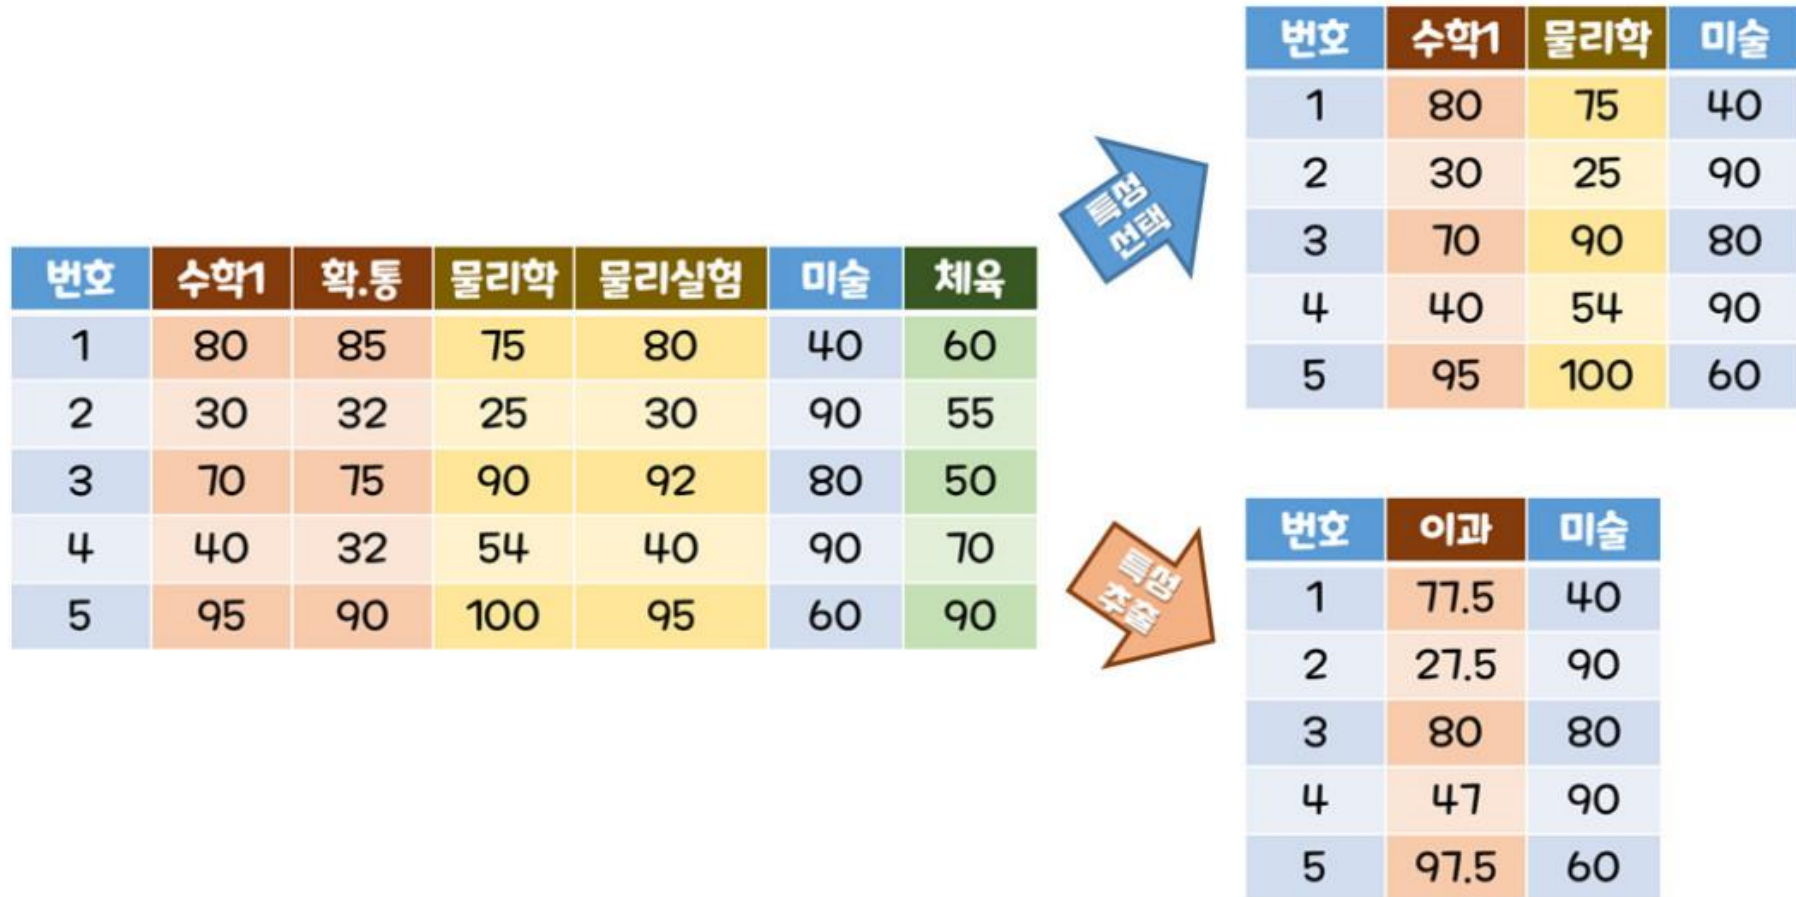 번호 수학1 확.통 물리학 물리실험 미술 체육
1 80 85 75 80 40 60
2 30 32 25 30 90 55
3 70 75 90 92 80 50
4 40 32 54 40 90 70
5 95 90 100 95 60 90
특성
선택
번호 수학1 물리학 미술
1 80 75 40
2 30 25 90
3 70 90 80
4 40 54 90
5 95 100 60
특성
추출
번호 이과 미술
1 77.5 40
2 27.5 90
3 80 80
4 47 90
5 97.5 60